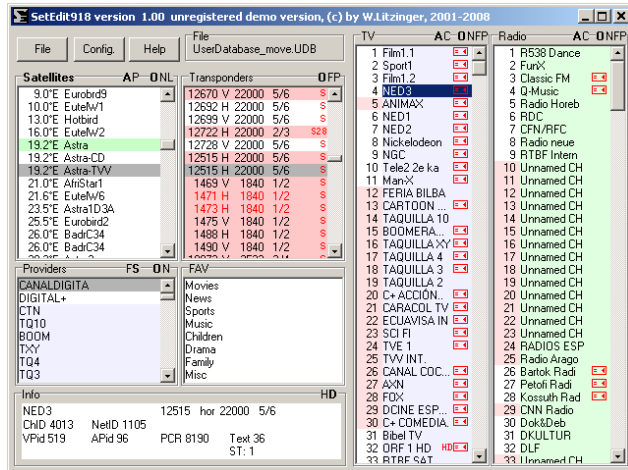 SetEdit918 version 1.00 unregistered demo version, (c) by W.Litzinger, 2001-2008
File Config. Help
File
UserDatabase_move.UDB
Satellites AP ONL
9.0°E Eurobrd9
10.0°E EutelW1
13.0°E Hotbird
16.0°E EutelW2
19.2°E Astra
19.2°E Astra-CD
19.2°E Astra-TVV
21.0°E AfriStar1
21.6°E EutelW6
23.5°E Astra1D3A
25.5°E Eurobird2
26.0°E BadrC34
26.0°E BadrC34
Transponders OFP
12670 V 22000 5/6 S
12692 H 22000 5/6 S
12699 V 22000 5/6 S
12722 H 22000 2/3 S28
12728 V 22000 5/6 S
12515 H 22000 5/6 S
12515 H 22000 5/6 S
1469 V 1840 1/2 S
1471 H 1840 1/2 S
1473 H 1840 1/2 S
1475 V 1840 1/2 S
1488 H 1840 1/2 S
1490 V 1840 1/2 S
Providers FS ON
CANALDIGITA
DIGITAL+
CTN
TQ10
BOOM
TXY
TQ4
TQ3
FAV
Movies
News
Sports
Music
Children
Drama
Family
Misc
Info HD
NED3 12515 hor 22000 5/6
ChID 4013 NetID 1105
VPid 519 APid 96 PCR 8190 Text 36
ST: 1
TV AC ONFP
1 Film1.1
2 Sport1
3 Film1.2
4 NED3
5 ANIMAX
6 NED1
7 NED2
8 Nickelodeon
9 NGC
10 Tele2 2e ka
11 Man-X
12 FERIA BILBA
13 CARTOON ...
14 TAQUILLA 10
15 BOOMERA...
16 TAQUILLA XY
17 TAQUILLA 4
18 TAQUILLA 3
19 TAQUILLA 2
20 C+ ACCIÓN..
21 CARACOL TV
22 ECUAVISA IN
23 SCI FI
24 TVE 1
25 TVV INT.
26 CANAL COC...
27 AXN
28 FOX
29 DCINE ESP...
30 C+ COMEDIA.
31 Bibel TV
32 ORF 1 HD HD
33 RTBF SAT
Radio AC ONFP
1 R538 Dance
2 FunX
3 Classic FM
4 Q-Music
5 Radio Horeb
6 RDC
7 CFN/RFC
8 Radio neue
9 RTBF Intern
10 Unnamed CH
11 Unnamed CH
12 Unnamed CH
13 Unnamed CH
14 Unnamed CH
15 Unnamed CH
16 Unnamed CH
17 Unnamed CH
18 Unnamed CH
19 Unnamed CH
20 Unnamed CH
21 Unnamed CH
22 Unnamed CH
23 Unnamed CH
24 RADIOS ESP
25 Radio Arago
26 Bartok Radi
27 Petofi Radi
28 Kossuth Rad
29 CNN Radio
30 Dok&Deb
31 DKULTUR
32 DLF
33 Unnamed CH